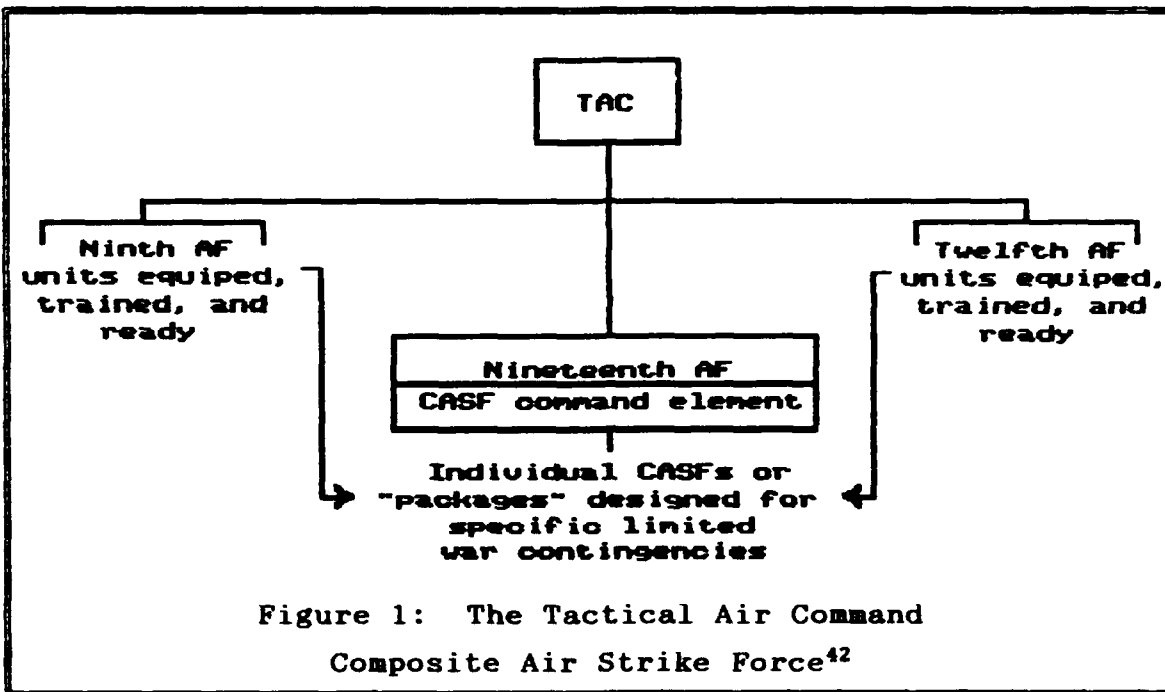 TAC
Ninth AF
units equiped,
trained, and
ready
Twelfth AF
units equiped,
trained, and
ready
Nineteenth AF
CASF command element
Individual CASFs or
"packages" designed for
specific limited
war contingencies
Figure 1: The Tactical Air Command
Composite Air Strike Force42